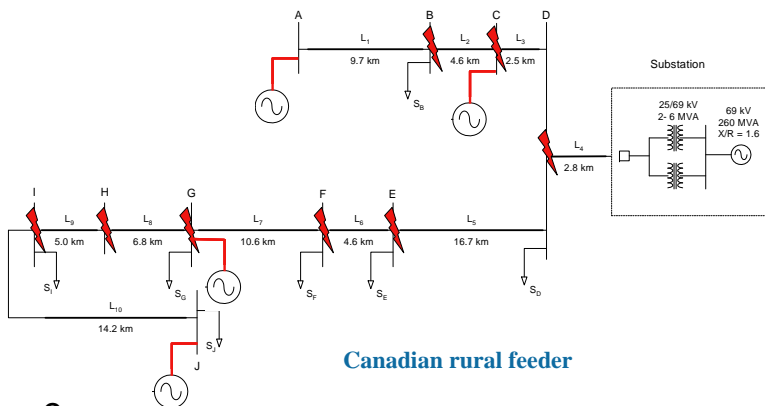 A B C D
L1 L2 L3
9.7 km 4.6 km 2.5 km
SB
Substation
25/69 kV
2- 6 MVA
69 kV
260 MVA
X/R = 1.6
L4
2.8 km
I H G F E
L9 L8 L7 L6 L5
5.0 km 6.8 km 10.6 km 4.6 km 16.7 km
SI SG SF SE SD
L10
14.2 km
SJ
J
Canadian rural feeder